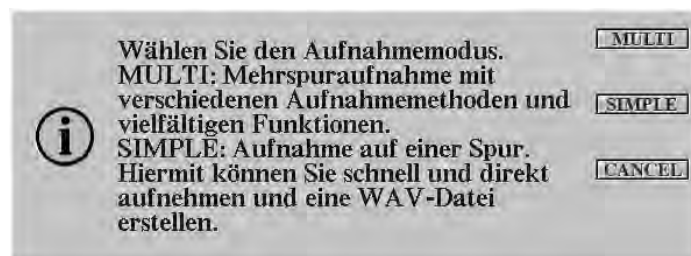 Wählen Sie den Aufnahmemodus.
MULTI: Mehrspuraufnahme mit
verschiedenen Aufnahmemethoden und
vielfältigen Funktionen.
SIMPLE: Aufnahme auf einer Spur.
Hiermit können Sie schnell und direkt
aufnehmen und eine WAV-Datei
erstellen.
MULTI
SIMPLE
CANCEL